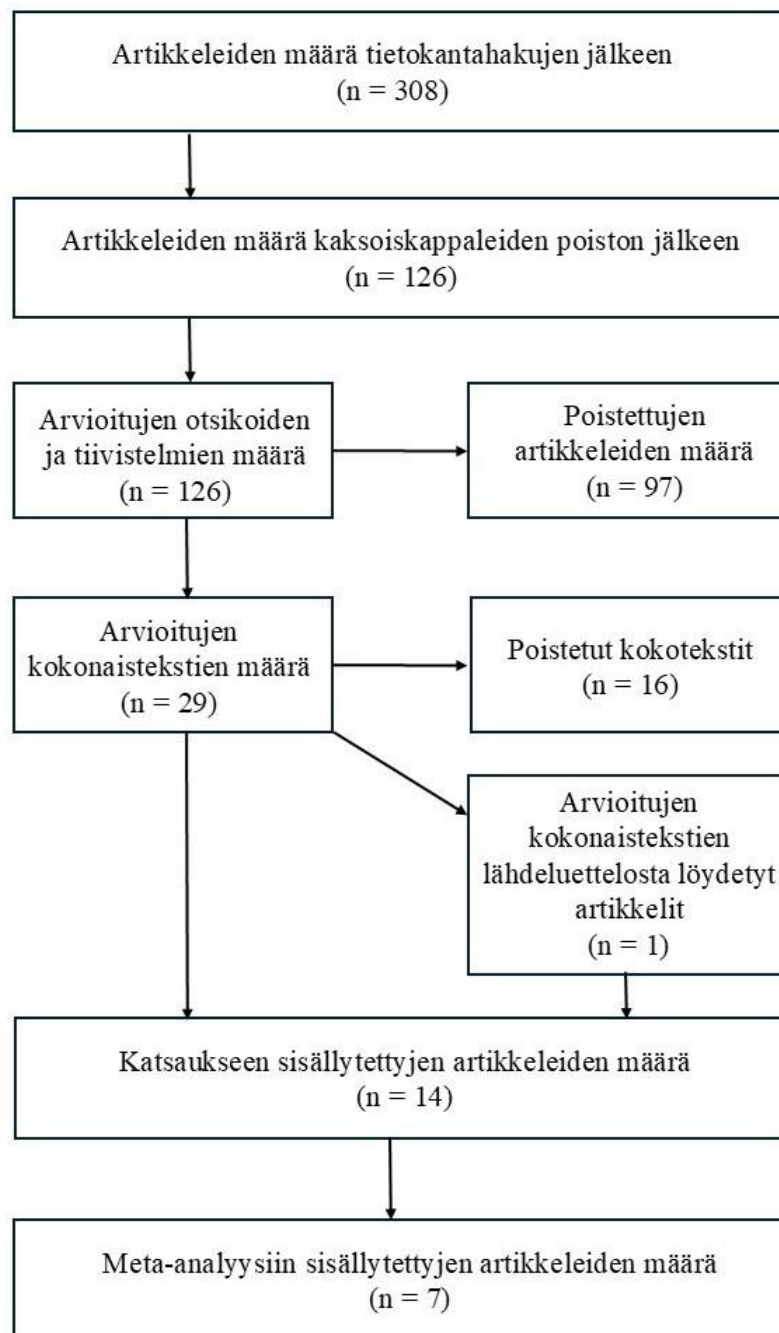 Artikkeleiden määrä tietokantahakujen jälkeen
(n = 308)
Artikkeleiden määrä kaksoiskappaleiden poiston jälkeen
(n = 126)
Arvioitujen otsikoiden
ja tiivistelmien määrä
(n = 126)
Poistettujen
artikkeleiden määrä
(n = 97)
Arvioitujen
kokonaistekstien määrä
(n = 29)
Poistetut kokotekstit
(n = 16)
Arvioitujen
kokonaistekstien
lähdeluettelosta löydetyt
artikkelit
(n = 1)
Katsaukseen sisällytettyjen artikkeleiden määrä
(n = 14)
Meta-analyysiin sisällytettyjen artikkeleiden määrä
(n = 7)